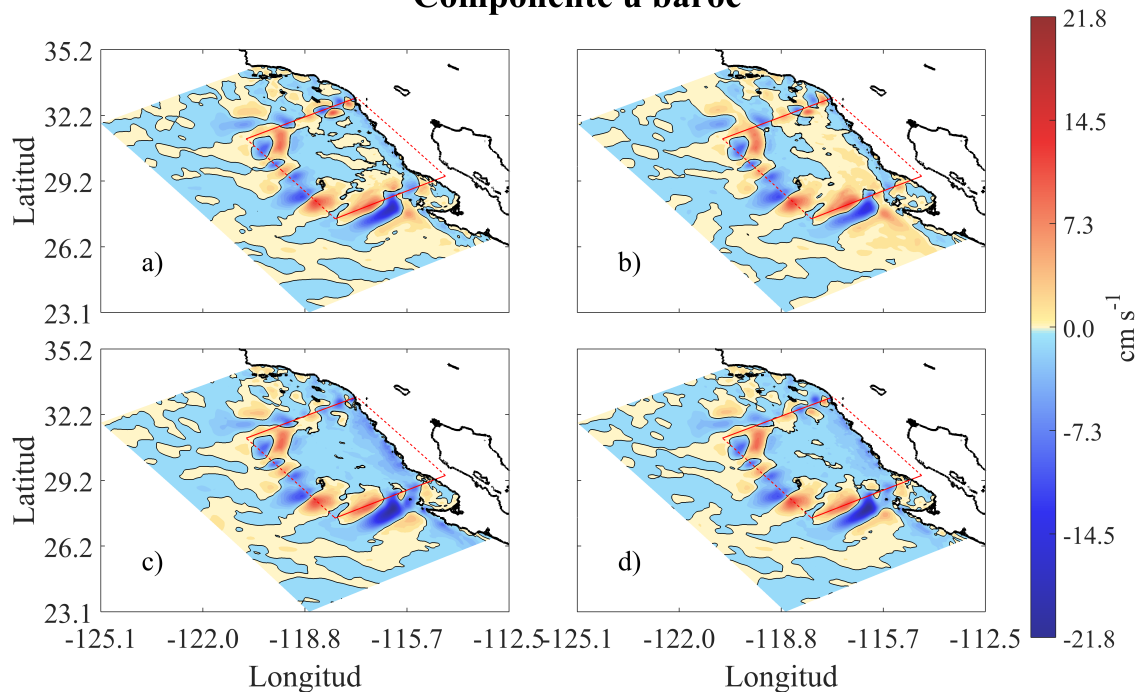 Componente u baroc
35.2
32.2
29.2
26.2
23.1
Latitud
a)
b)
35.2
32.2
29.2
26.2
23.1
Latitud
c)
d)
-125.1 -122.0 -118.8 -115.7 -112.5
-125.1 -122.0 -118.8 -115.7 -112.5
Longitud
Longitud
21.8
14.5
7.3
0.0
-7.3
-14.5
-21.8
cm s⁻¹